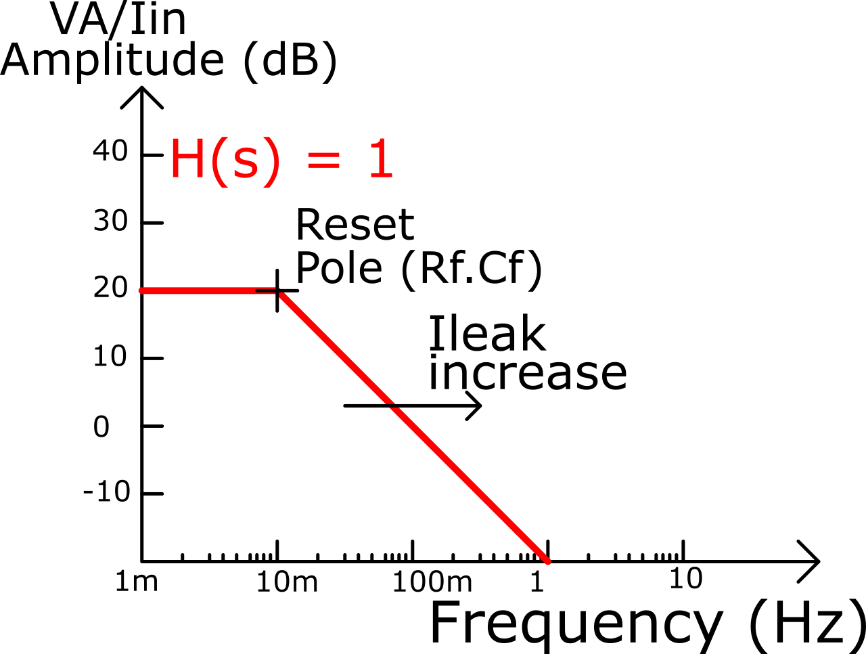 VA/Iin
Amplitude (dB)
40
H(s) = 1
30
Reset
Pole (Rf.Cf)
20
10
Ileak
increase
0
-10
1m
10m
100m
1
10
Frequency (Hz)